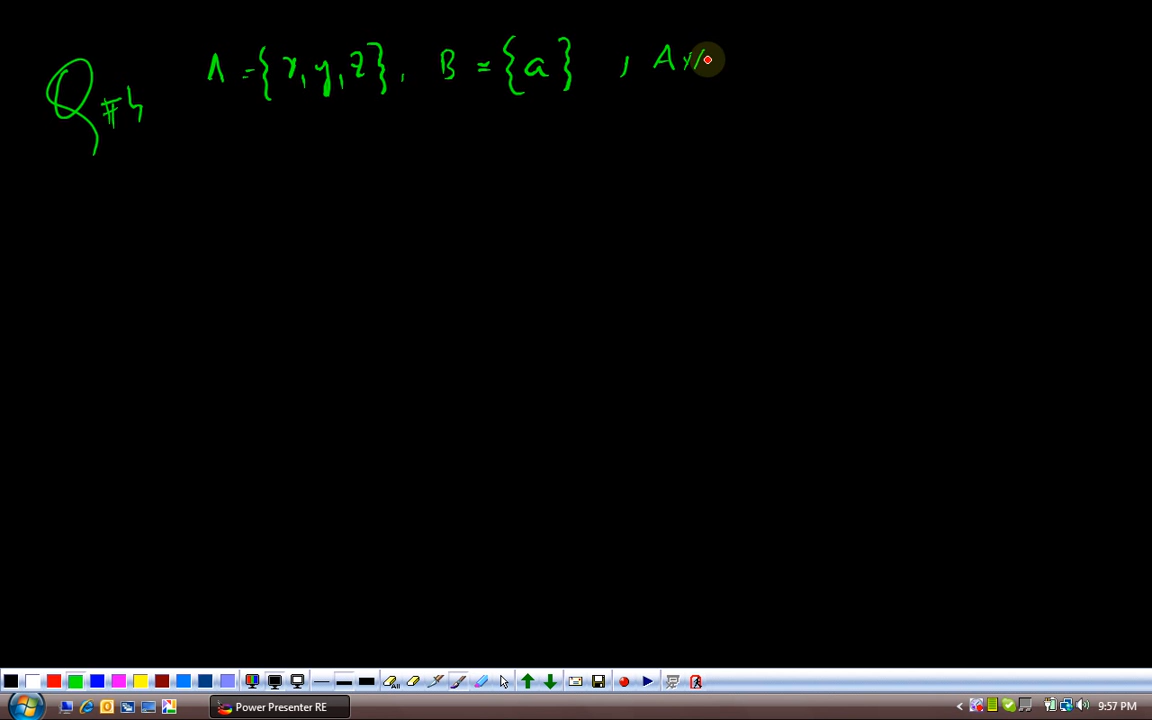 Q#4 A = {x, y, z}, B = {a} , A x
Power Presenter RE
9:57 PM